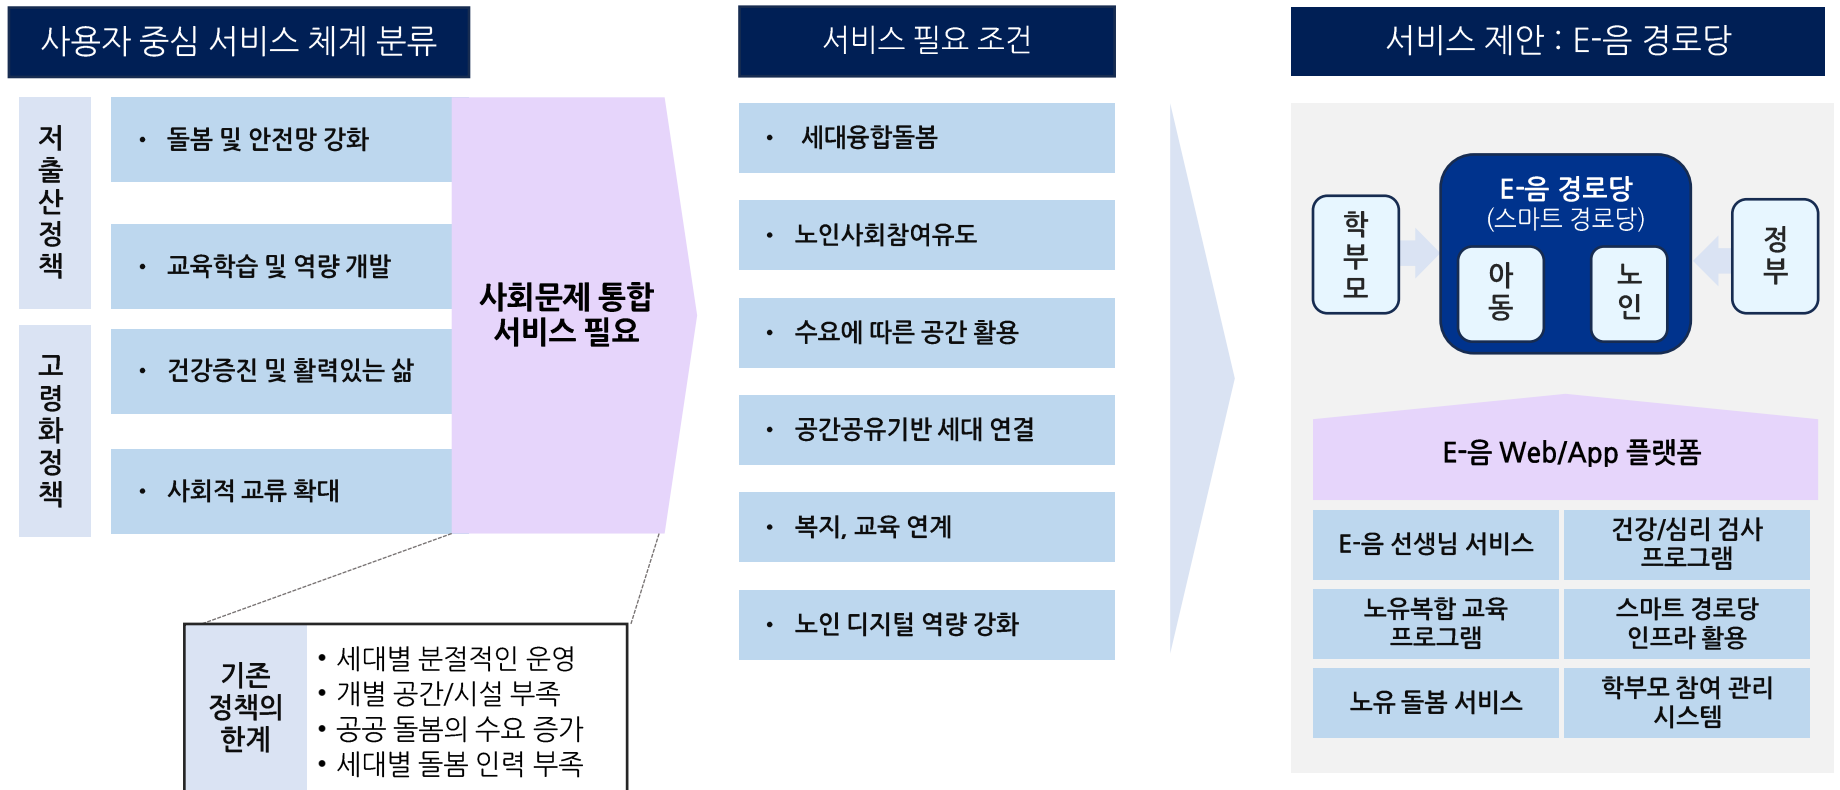 사용자 중심 서비스 체계 분류
저출산정책
• 돌봄 및 안전망 강화
• 교육학습 및 역량 개발
고령화정책
• 건강증진 및 활력있는 삶
• 사회적 교류 확대
사회문제 통합
서비스 필요
기존
정책의
한계
• 세대별 분절적인 운영
• 개별 공간/시설 부족
• 공공 돌봄의 수요 증가
• 세대별 돌봄 인력 부족
서비스 필요 조건
• 세대융합돌봄
• 노인사회참여유도
• 수요에 따른 공간 활용
• 공간공유기반 세대 연결
• 복지, 교육 연계
• 노인 디지털 역량 강화
서비스 제안 : E-음 경로당
학부모
E-음 경로당
(스마트 경로당)
아동
노인
정부
E-음 Web/App 플랫폼
E-음 선생님 서비스
건강/심리 검사
프로그램
노유복합 교육
프로그램
스마트 경로당
인프라 활용
노유 돌봄 서비스
학부모 참여 관리
시스템